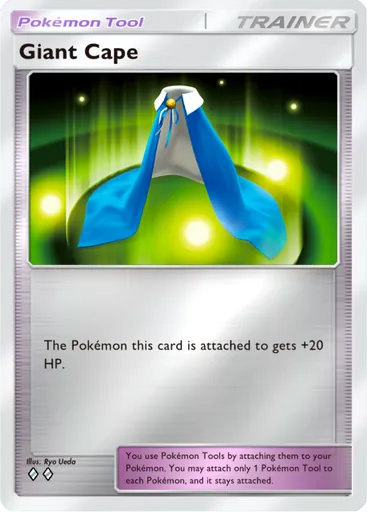 Pokémon Tool
TRAINER
Giant Cape
The Pokémon this card is attached to gets +20
HP.
Illus. Ryo Ueda
You use Pokémon Tools by attaching them to your
Pokémon. You may attach only 1 Pokémon Tool to
each Pokémon, and it stays attached.